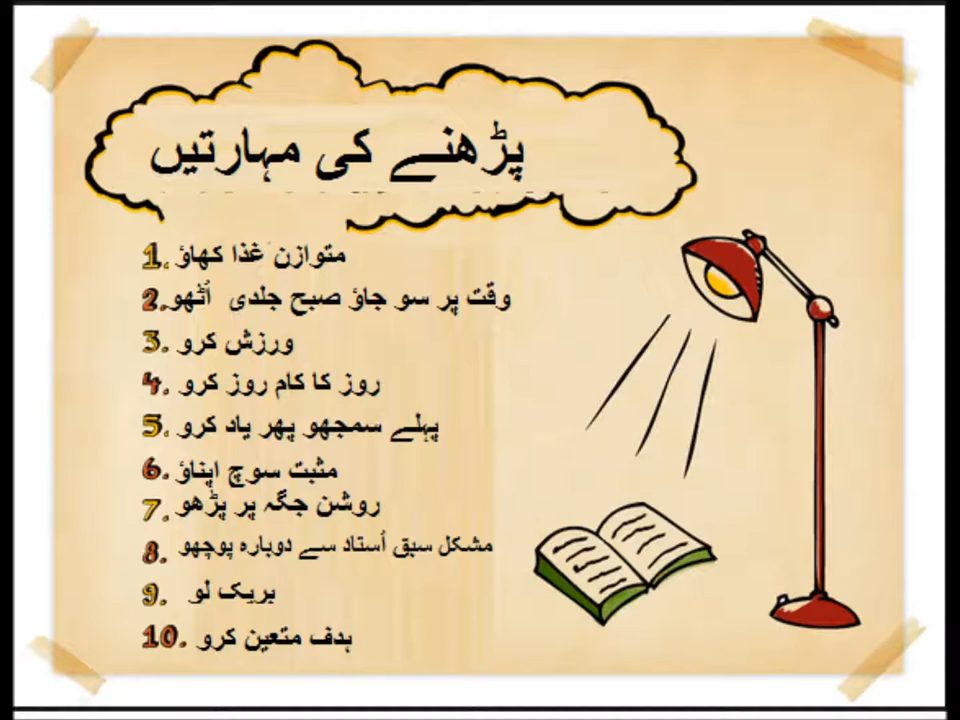 پڑھنے کی مہارتیں
1. متوازن غذا کھاؤ
2. وقت پر سو جاؤ صبح جلدی اُٹھو
3. ورزش کرو
4. روز کا کام روز کرو
5. پہلے سمجھو پھر یاد کرو
6. مثبت سوچ اپناؤ
7. روشن جگہ پر پڑھو
8. مشکل سبق اُستاد سے دوبارہ پوچھو
9. بریک لو
10. ہدف متعین کرو